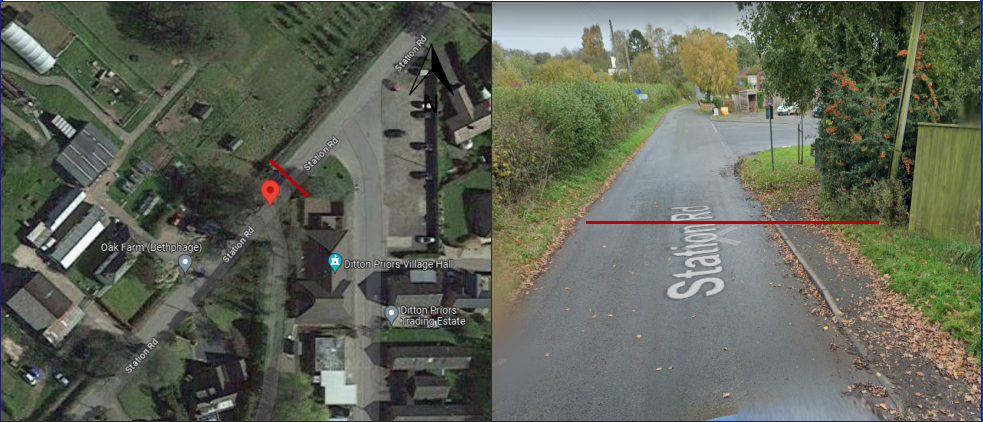 Station Rd
N
Station Rd
Oak Farm (Bethphage)
Station Rd
Ditton Priors Village Hall
Ditton Priors
Trading Estate
Station Rd
Station Rd